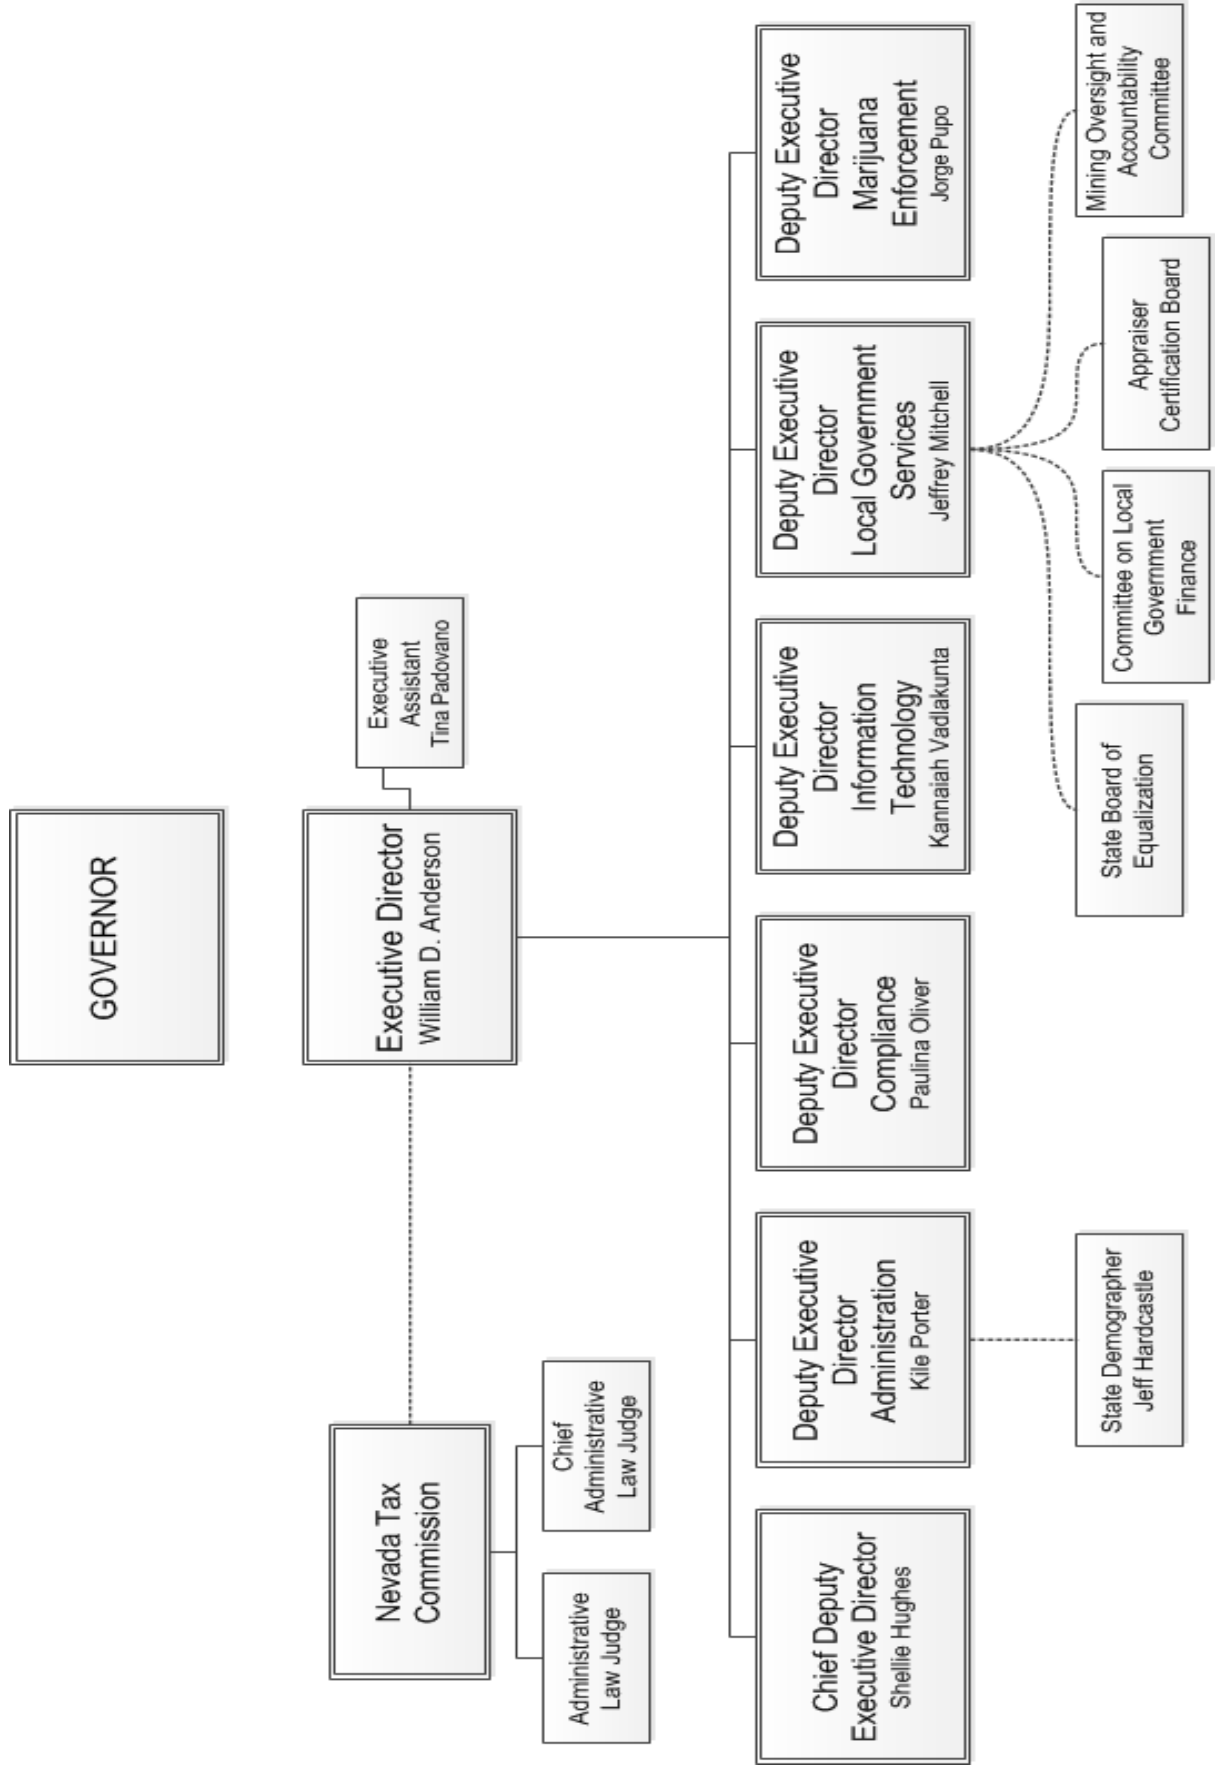 GOVERNOR
Nevada Tax
Commission
Executive Director
William D. Anderson
Executive
Assistant
Tina Padovano
Administrative
Law Judge
Chief
Administrative
Law Judge
Chief Deputy
Executive Director
Shellie Hughes
Deputy Executive
Director
Administration
Kile Porter
Deputy Executive
Director
Compliance
Paulina Oliver
Deputy Executive
Director
Information
Technology
Kannaiah Vadlakunta
Deputy Executive
Director
Local Government
Services
Jeffrey Mitchell
Deputy Executive
Director
Marijuana
Enforcement
Jorge Pupo
State Demographer
Jeff Hardcastle
State Board of
Equalization
Committee on Local
Government
Finance
Appraiser
Certification Board
Mining Oversight and
Accountability
Committee